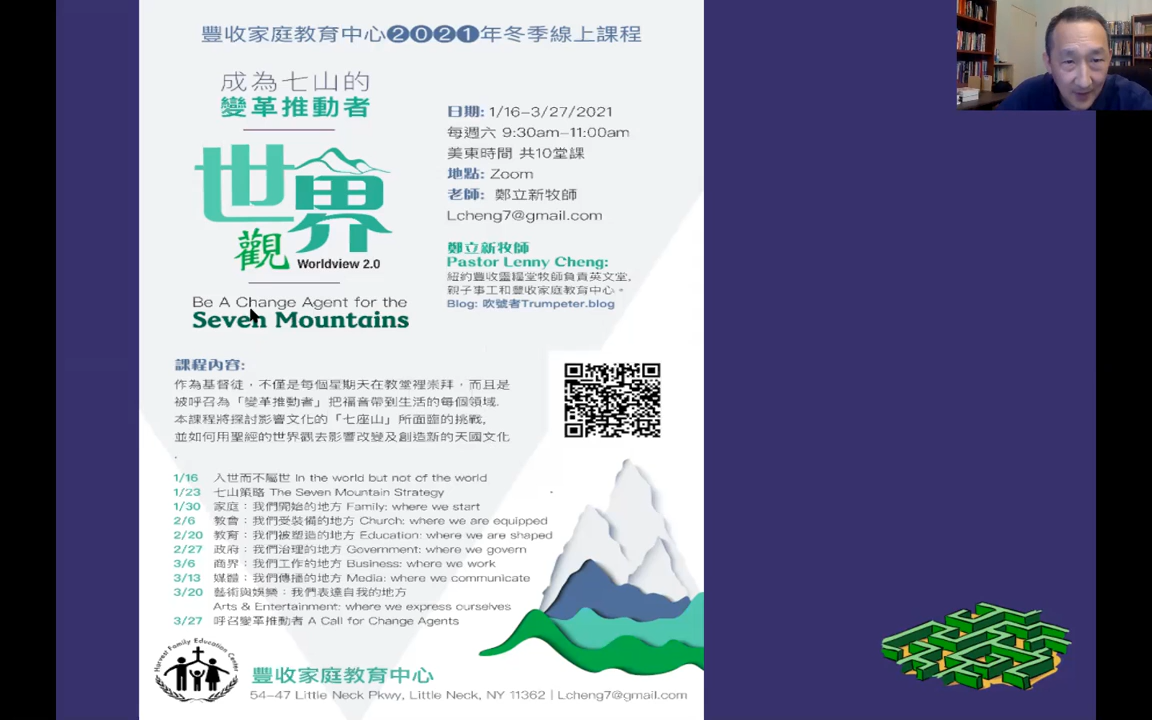 豐收家庭教育中心2021年冬季線上課程
成為七山的
變革推動者
世界
觀 Worldview 2.0
Be A Change Agent for the
Seven Mountains
日期: 1/16-3/27/2021
每週六 9:30am-11:00am
美東時間 共10堂課
地點: Zoom
老師: 鄭立新牧師
Lcheng7@gmail.com
鄭立新牧師
Pastor Lenny Cheng:
紐約豐收靈糧堂牧師負責英文堂,
親子事工和豐收家庭教育中心。
Blog: 吹號者Trumpeter.blog
課程內容:
作為基督徒，不僅是每個星期天在教堂裡崇拜，而且是
被呼召為「變革推動者」把福音帶到生活的每個領域.
本課程將探討影響文化的「七座山」所面臨的挑戰,
並如何用聖經的世界觀去影響改變及創造新的天國文化
.
1/16 入世而不屬世 In the world but not of the world
1/23 七山策略 The Seven Mountain Strategy
1/30 家庭：我們開始的地方 Family: where we start
2/6 教會：我們受裝備的地方 Church: where we are equipped
2/20 教育：我們被塑造的地方 Education: where we are shaped
2/27 政府：我們治理的地方 Government: where we govern
3/6 商界：我們工作的地方 Business: where we work
3/13 媒體：我們傳播的地方 Media: where we communicate
3/20 藝術與娛樂：我們表達自我的地方
Arts & Entertainment: where we express ourselves
3/27 呼召變革推動者 A Call for Change Agents
Harvest Family Education Center
豐收家庭教育中心
54-47 Little Neck Pkwy, Little Neck, NY 11362 | Lcheng7@gmail.com